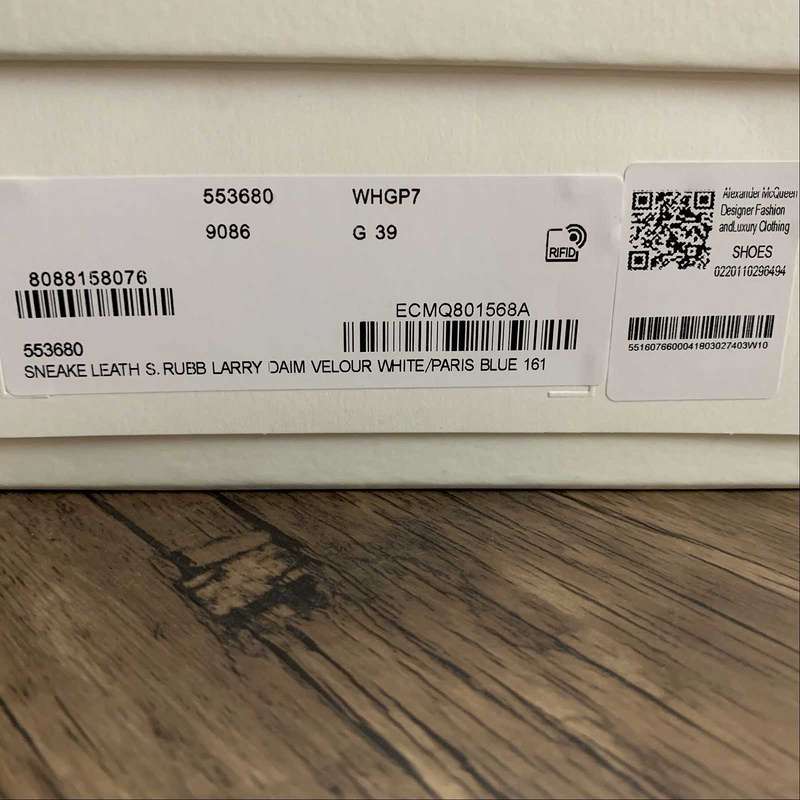 553680 WHGP7
9086 G 39
RIFID
8088158076
ECMQ801568A
553680
SNEAKE LEATH S. RUBB LARRY DAIM VELOUR WHITE/PARIS BLUE 161
Alexander McQueen
Designer Fashion
andLuxury Clothing
SHOES
0220110296494
5516076600041803027403W10